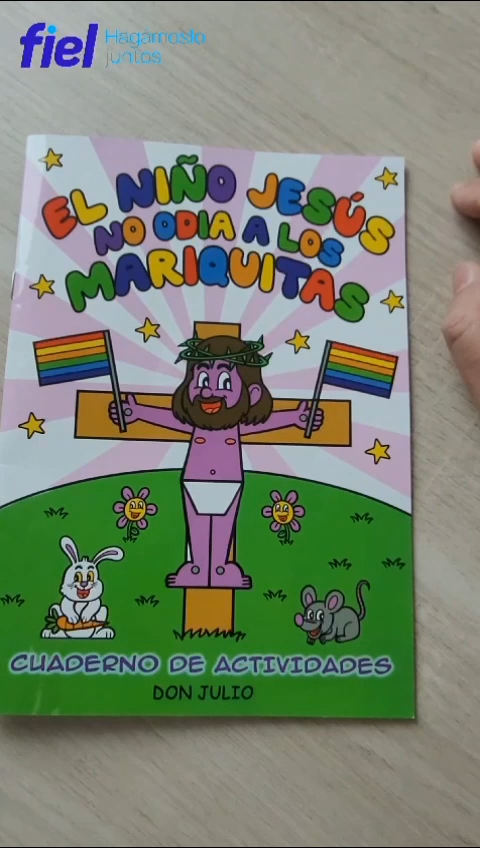 fiel
Hagámoslo
juntos
EL NIÑO JESÚS
NO ODIA A LOS
MARIQUITAS
CUADERNO DE ACTIVIDADES
DON JULIO